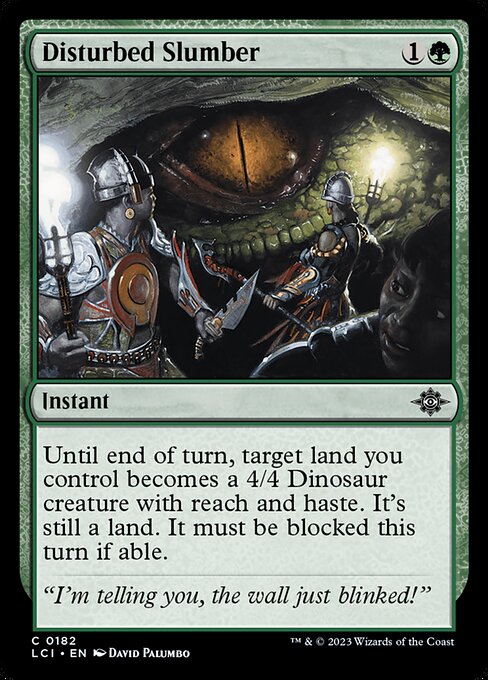 Disturbed Slumber 1
Instant
Until end of turn, target land you
control becomes a 4/4 Dinosaur
creature with reach and haste. It's
still a land. It must be blocked this
turn if able.
“I'm telling you, the wall just blinked!”
C 0182
LCI • EN David Palumbo
™ & © 2023 Wizards of the Coast